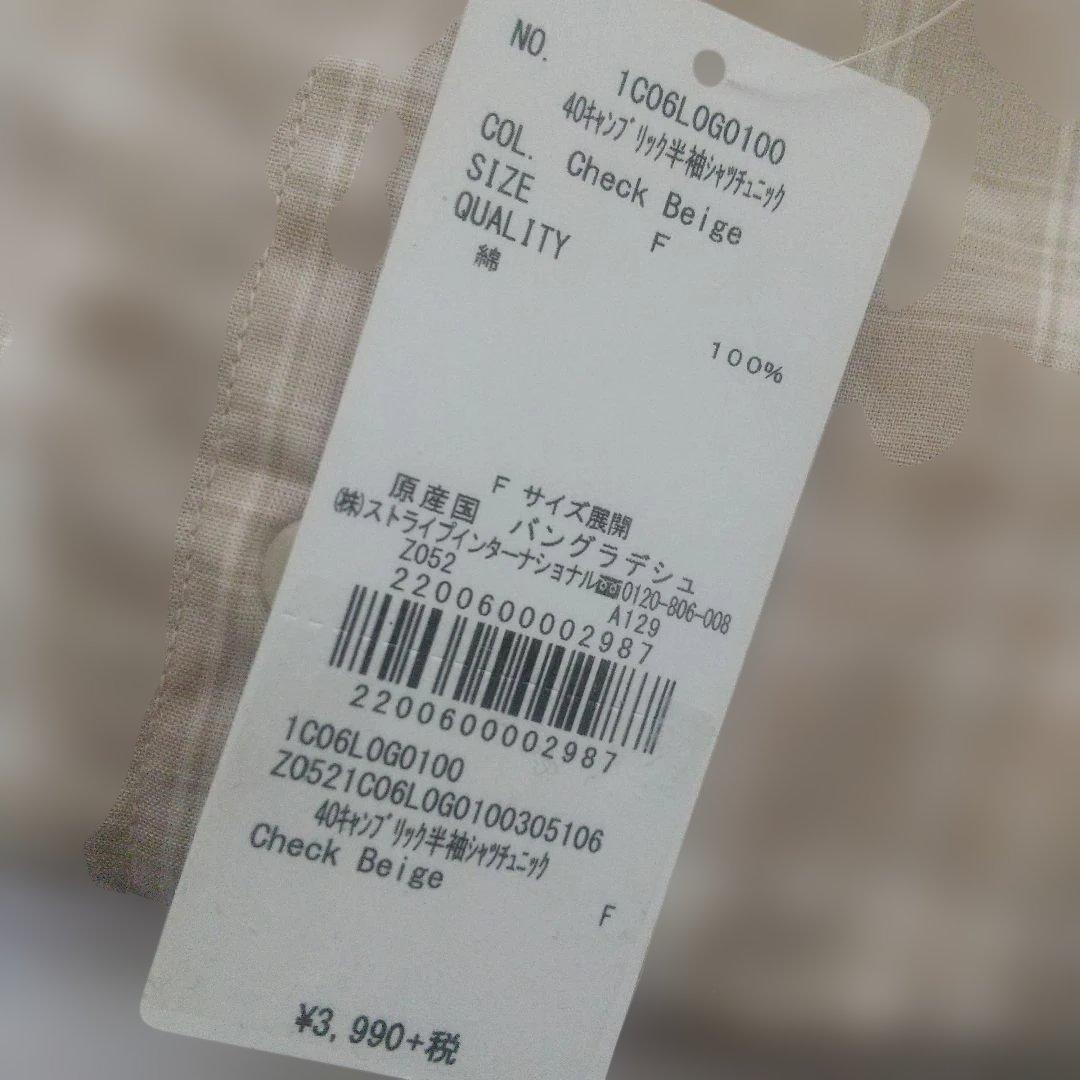 NO.
1C06L0G0100
40ｷｬﾝﾌﾞﾘｯｸ半袖ｼｬﾂﾁｭﾆｯｸ
COL. Check Beige
SIZE F
QUALITY
綿
100%
F サイズ展開
原産国 バングラデシュ
㈱ストライプインターナショナル 0120-806-008
Z052 A129
2200600002987
2200600002987
1C06L0G0100
Z0521C06L0G0100305106
40ｷｬﾝﾌﾞﾘｯｸ半袖ｼｬﾂﾁｭﾆｯｸ
Check Beige
F
¥3,990+税